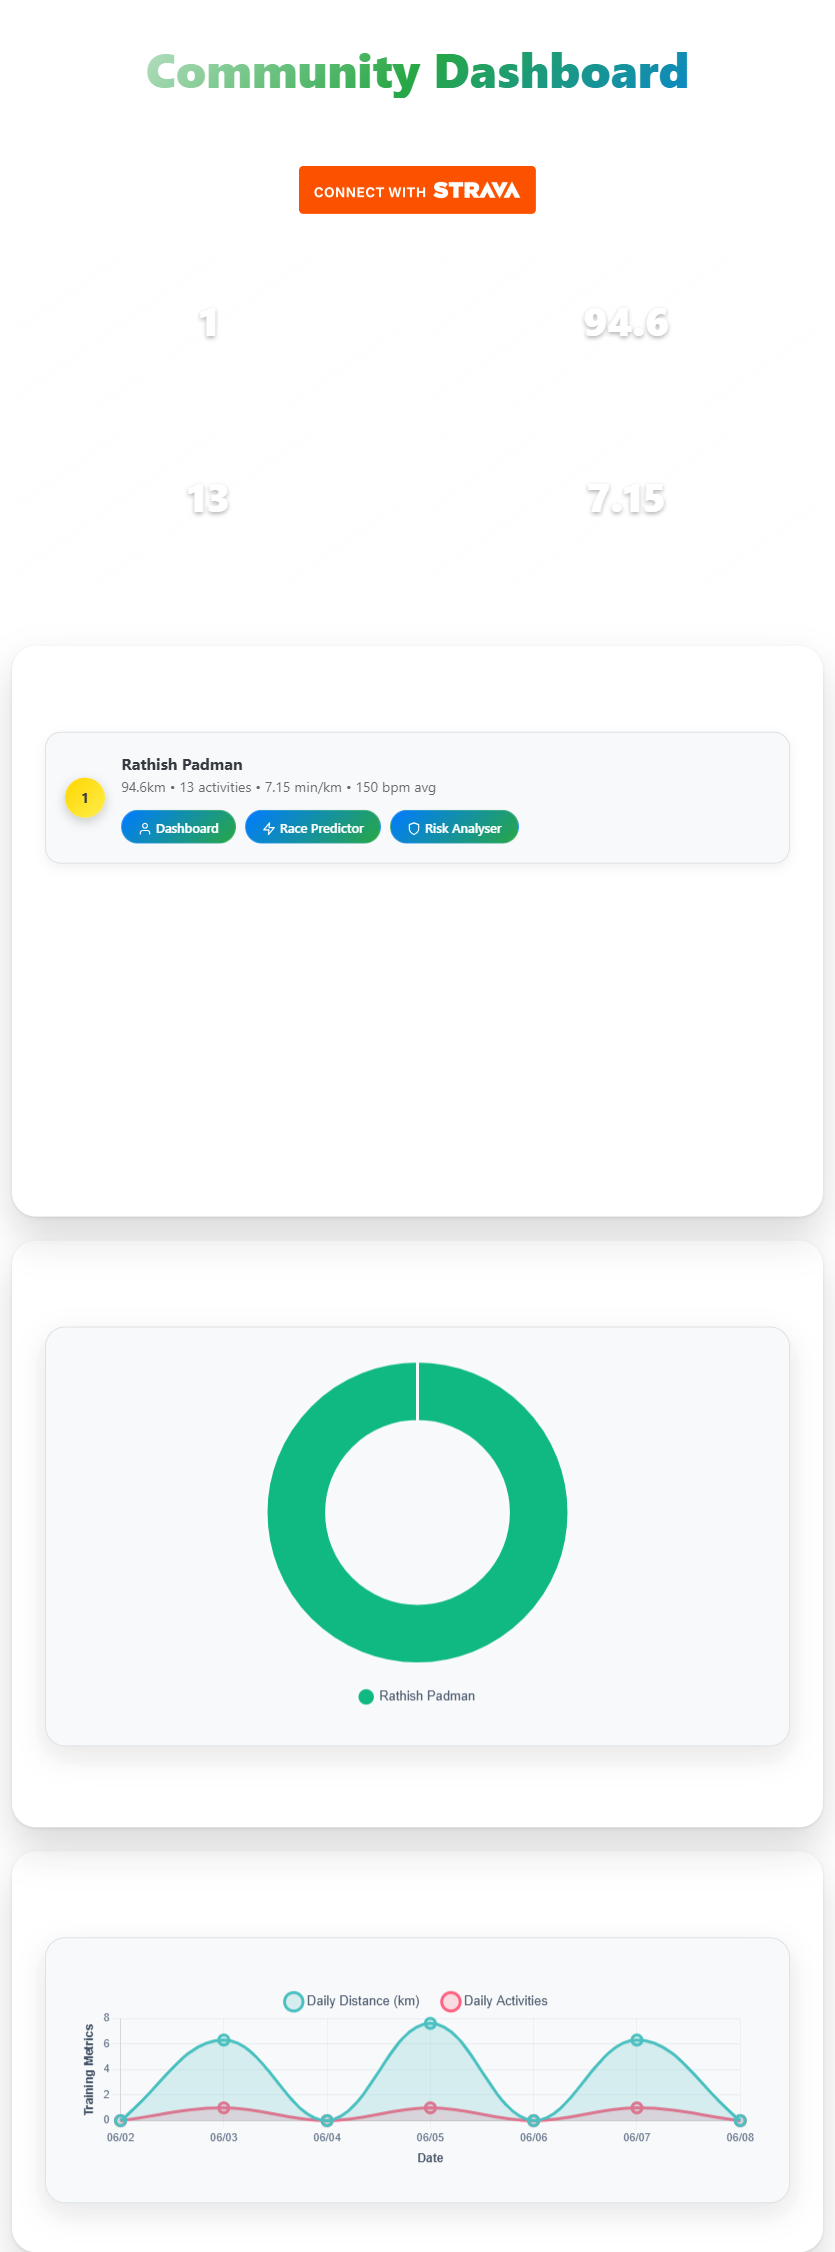 Community Dashboard
CONNECT WITH STRAVA
1
94.6
13
7.15
1
Rathish Padman
94.6km • 13 activities • 7.15 min/km • 150 bpm avg
Dashboard
Race Predictor
Risk Analyser
Rathish Padman
Daily Distance (km)
Daily Activities
Training Metrics
8
6
4
2
0
06/02
06/03
06/04
06/05
06/06
06/07
06/08
Date